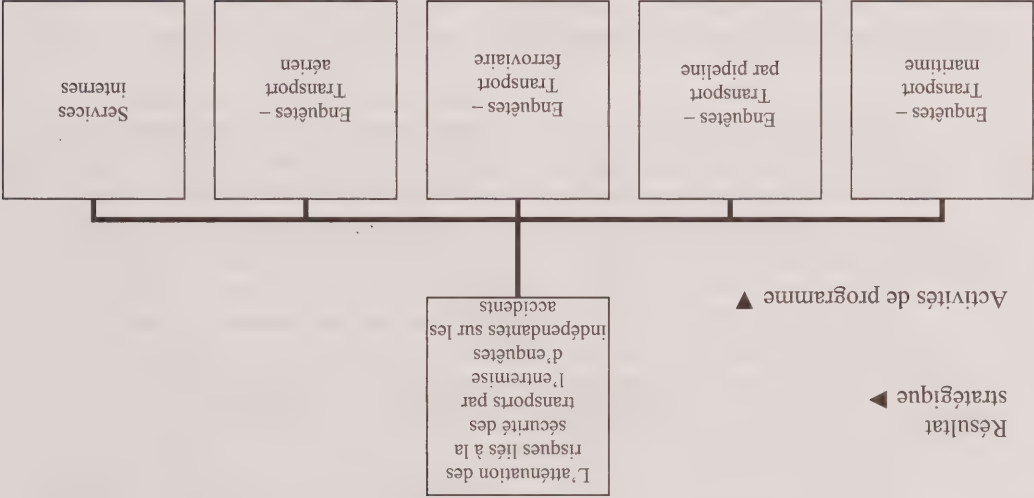 Résultat
stratégique ▶
L'atténuation des
risques liés à la
sécurité des
transports par
l'entremise
d'enquêtes
indépendantes sur les
accidents
Activités de programme ▼
Enquêtes –
Transport
maritime
Enquêtes –
Transport
par pipeline
Enquêtes –
Transport
ferroviaire
Enquêtes –
Transport
aérien
Services
internes